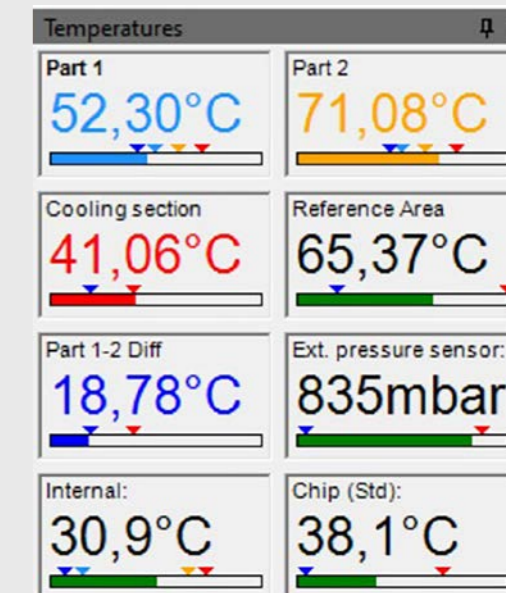 Temperatures
Part 1
52,30°C
Part 2
71,08°C
Cooling section
41,06°C
Reference Area
65,37°C
Part 1-2 Diff
18,78°C
Ext. pressure sensor:
835mbar
Internal:
30,9°C
Chip (Std):
38,1°C